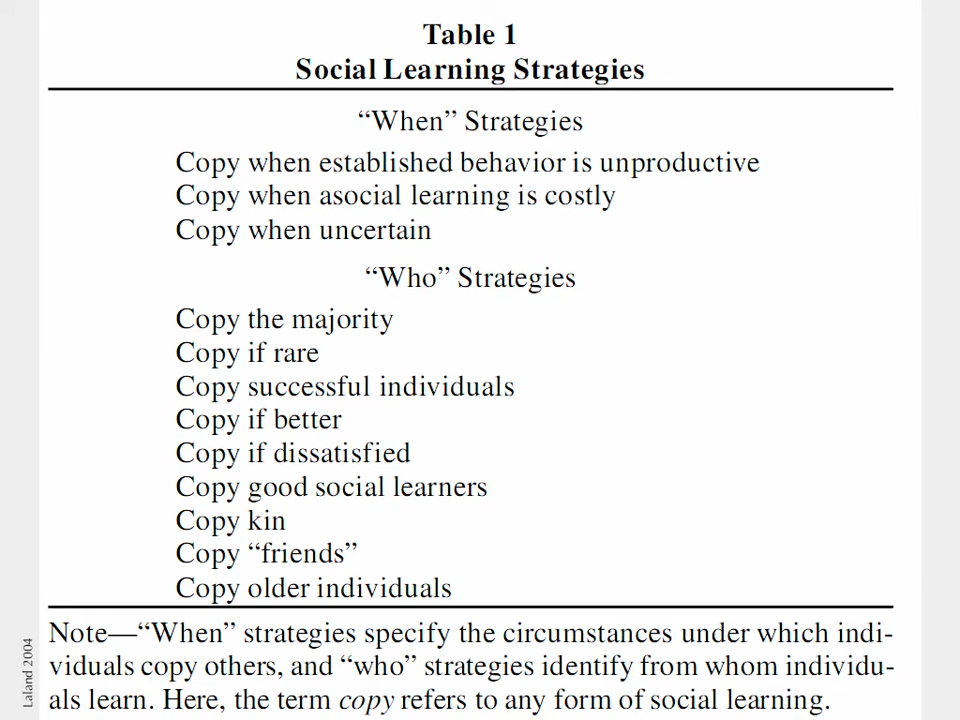 Table 1
Social Learning Strategies
“When” Strategies
Copy when established behavior is unproductive
Copy when asocial learning is costly
Copy when uncertain
“Who” Strategies
Copy the majority
Copy if rare
Copy successful individuals
Copy if better
Copy if dissatisfied
Copy good social learners
Copy kin
Copy “friends”
Copy older individuals
Note—“When” strategies specify the circumstances under which indi-
viduals copy others, and “who” strategies identify from whom individu-
als learn. Here, the term copy refers to any form of social learning.
Laland 2004